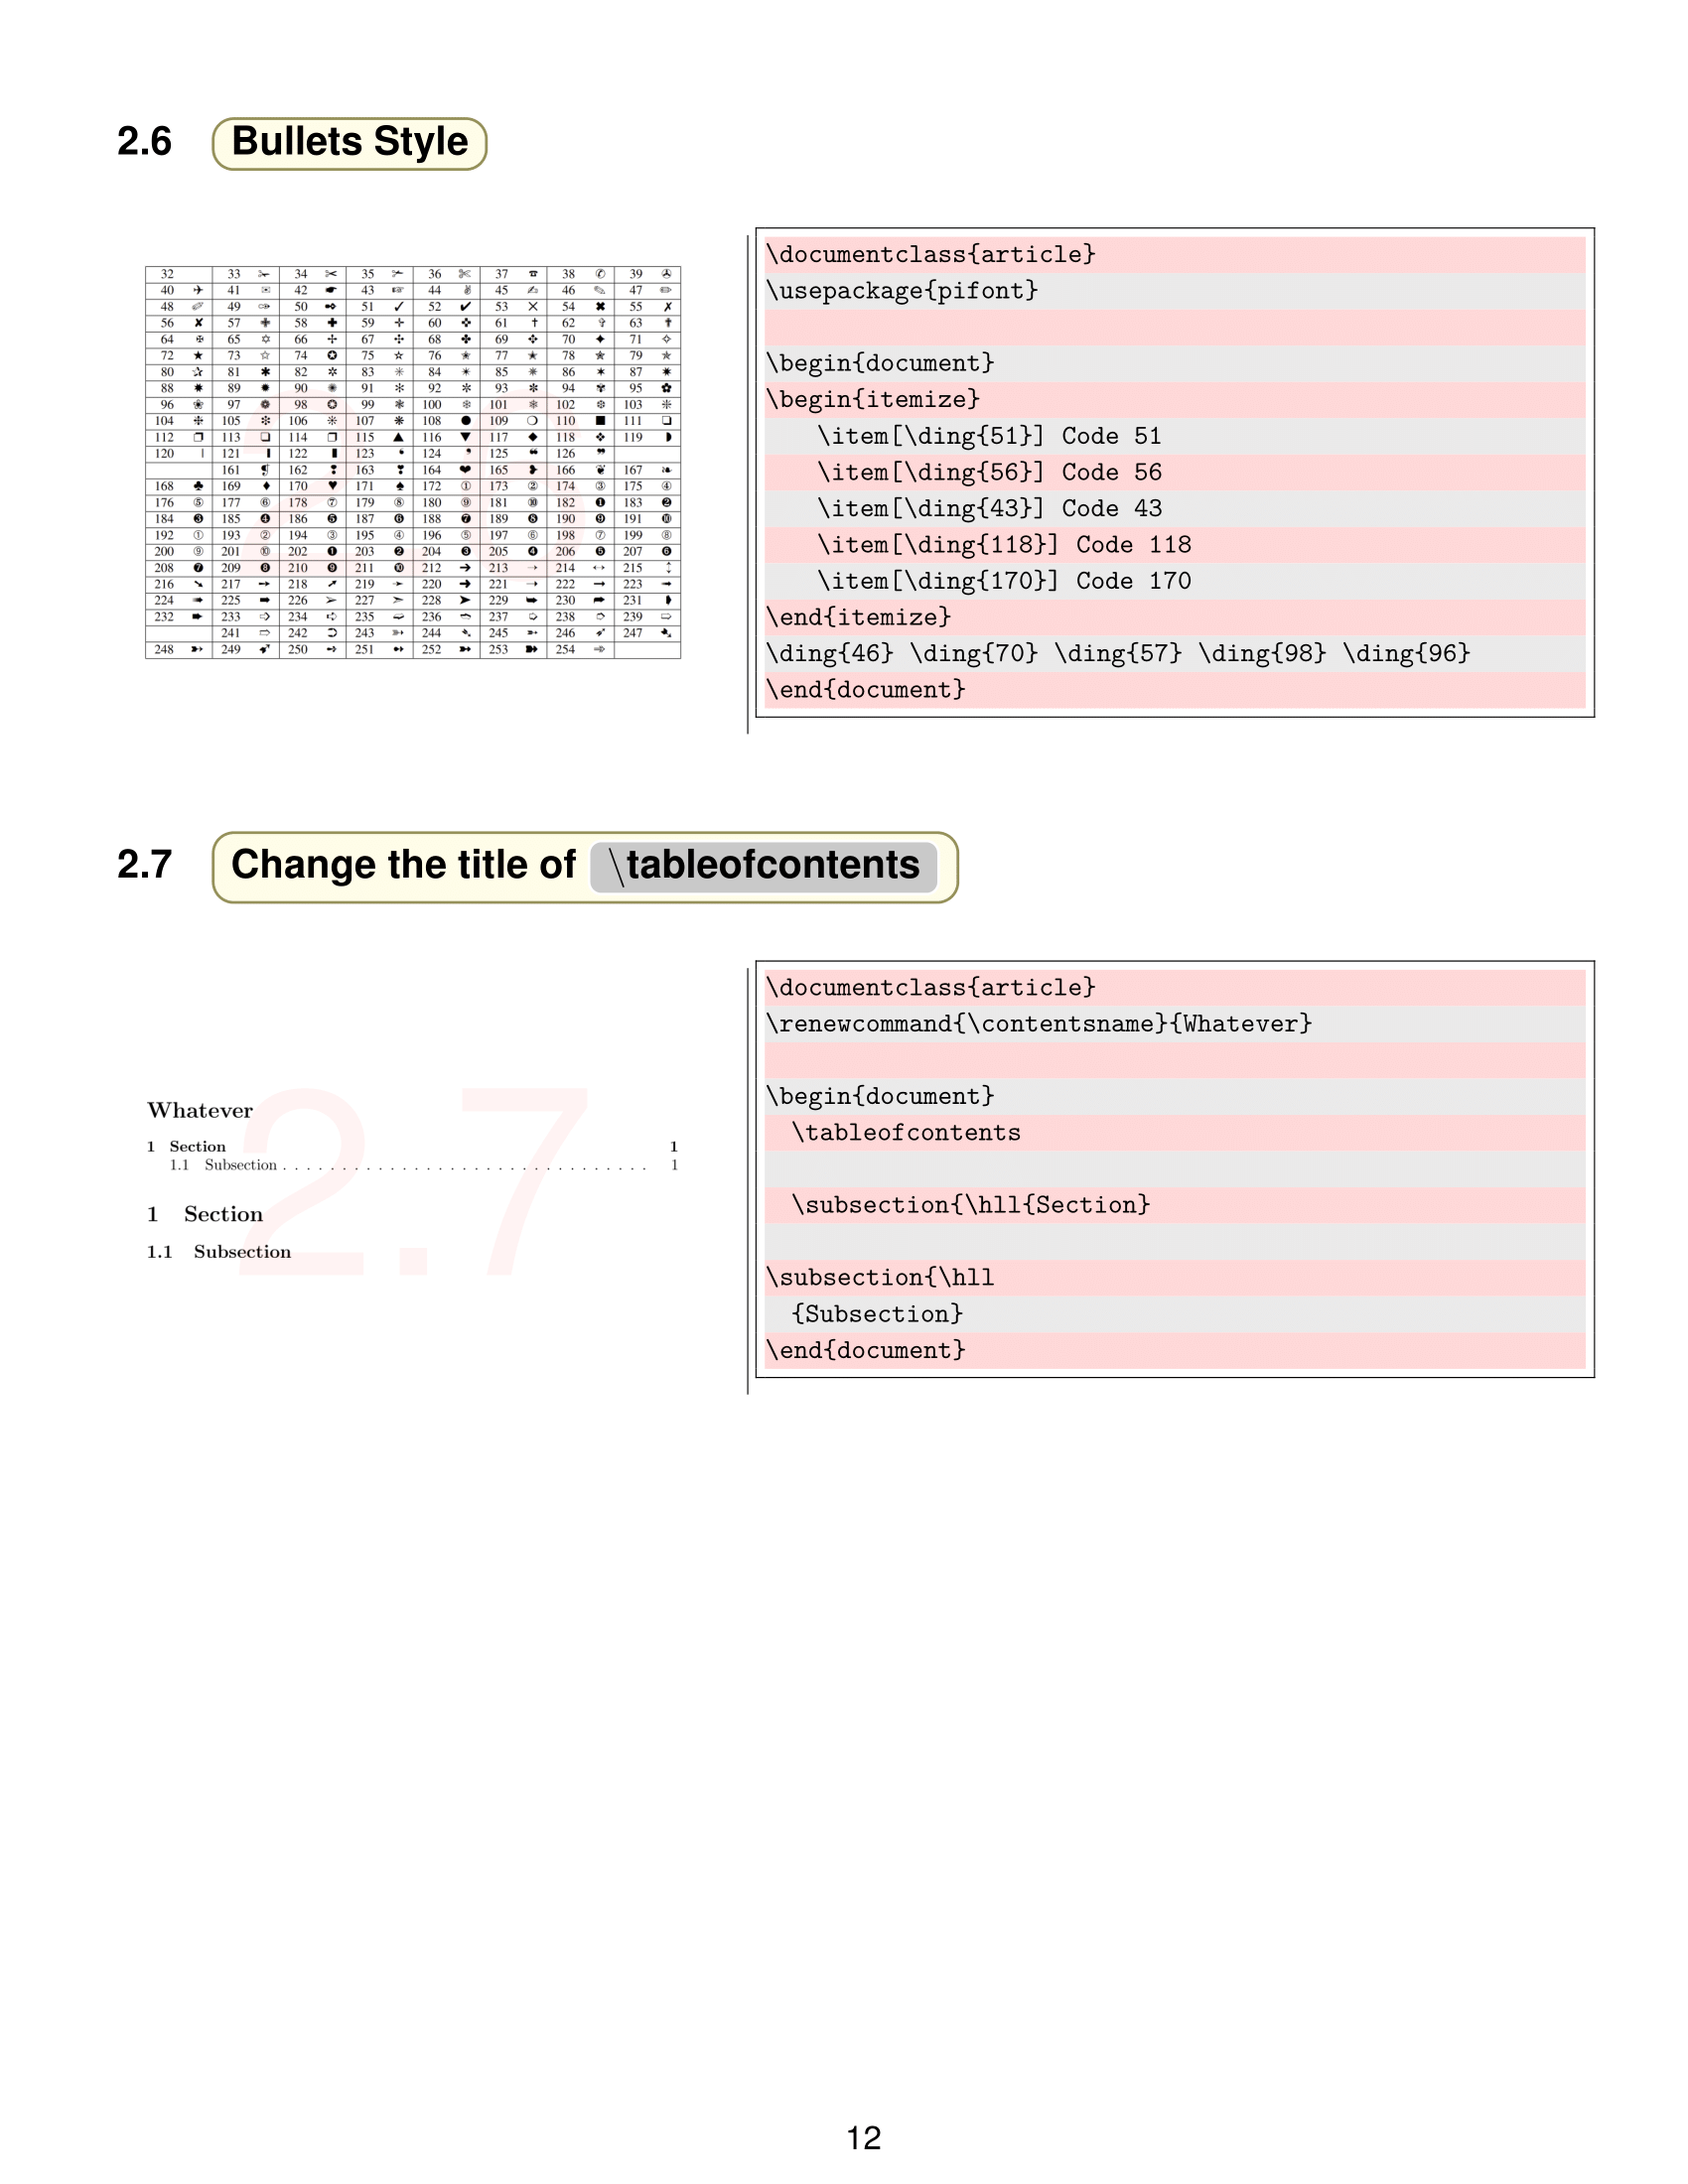 2.6 Bullets Style
32 33 ✁ 34 ✂ 35 ✃ 36 ✄ 37 ☎ 38 ✆ 39 ✇
40 ✈ 41 ✉ 42 ☛ 43 ☞ 44 ✌ 45 ✍ 46 ✎ 47 ✏
48 ✐ 49 ✑ 50 ✒ 51 ✓ 52 ✔ 53 ✕ 54 ✖ 55 ✗
56 ✘ 57 ✙ 58 ✚ 59 ✛ 60 ✜ 61 ✝ 62 ✞ 63 ✟
64 ✠ 65 ✡ 66 ✢ 67 ✣ 68 ✤ 69 ✥ 70 ✦ 71 ✧
72 ★ 73 ✩ 74 ✪ 75 ✫ 76 ✬ 77 ✭ 78 ✮ 79 ✯
80 ✰ 81 ✱ 82 ✲ 83 ✳ 84 ✴ 85 ✵ 86 ✶ 87 ✷
88 ✸ 89 ✹ 90 ✺ 91 ✻ 92 ✼ 93 ✽ 94 ✾ 95 ✿
96 ❀ 97 ❁ 98 ❂ 99 ❃ 100 ❄ 101 ❅ 102 ❆ 103 ❇
104 ❈ 105 ❉ 106 ❊ 107 ❋ 108 ● 109 ❍ 110 ■ 111 ❏
112 ❐ 113 ❑ 114 ❒ 115 ▲ 116 ▼ 117 ◆ 118 ❖ 119 ◗
120 ❘ 121 ❙ 122 ❚ 123 ❛ 124 ❜ 125 ❝ 126 ❞
161 ❡ 162 ❢ 163 ❣ 164 ❤ 165 ❥ 166 ❦ 167 ❧
168 ♣ 169 ♦ 170 ♥ 171 ♠ 172 ① 173 ② 174 ③ 175 ④
176 ⑤ 177 ⑥ 178 ⑦ 179 ⑧ 180 ⑨ 181 ⑩ 182 ❶ 183 ❷
184 ❸ 185 ❹ 186 ❺ 187 ❻ 188 ❼ 189 ❽ 190 ❾ 191 ❿
192 ➀ 193 ➁ 194 ➂ 195 ➃ 196 ➄ 197 ➅ 198 ➆ 199 ➇
200 ➈ 201 ➉ 202 ➊ 203 ➋ 204 ➌ 205 ➍ 206 ➎ 207 ➏
208 ➐ 209 ➑ 210 ➒ 211 ➓ 212 ➔ 213 → 214 ↔ 215 ↕
216 ➘ 217 ➙ 218 ➚ 219 ➛ 220 ➜ 221 ➝ 222 ➞ 223 ➟
224 ➠ 225 ➡ 226 ➢ 227 ➣ 228 ➤ 229 ➥ 230 ➦ 231 ➧
232 ➨ 233 ➩ 234 ➪ 235 ➫ 236 ➬ 237 ➭ 238 ➮ 239 ➯
241 ➱ 242 ➲ 243 ➳ 244 ➴ 245 ➵ 246 ➶ 247 ➷
248 ➸ 249 ➹ 250 ➺ 251 ➻ 252 ➼ 253 ➽ 254 ➾
2.6
\documentclass{article}
\usepackage{pifont}
\begin{document}
\begin{itemize}
\item[\ding{51}] Code 51
\item[\ding{56}] Code 56
\item[\ding{43}] Code 43
\item[\ding{118}] Code 118
\item[\ding{170}] Code 170
\end{itemize}
\ding{46} \ding{70} \ding{57} \ding{98} \ding{96}
\end{document}
2.7 Change the title of \tableofcontents
Whatever
1 Section 1
1.1 Subsection . . . . . . . . . . . . . . . . . . . . . . . . . . . . . . . 1
1 Section
1.1 Subsection
2.7
\documentclass{article}
\renewcommand{\contentsname}{Whatever}
\begin{document}
\tableofcontents
\subsection{\hll{Section}
\subsection{\hll
{Subsection}
\end{document}
12